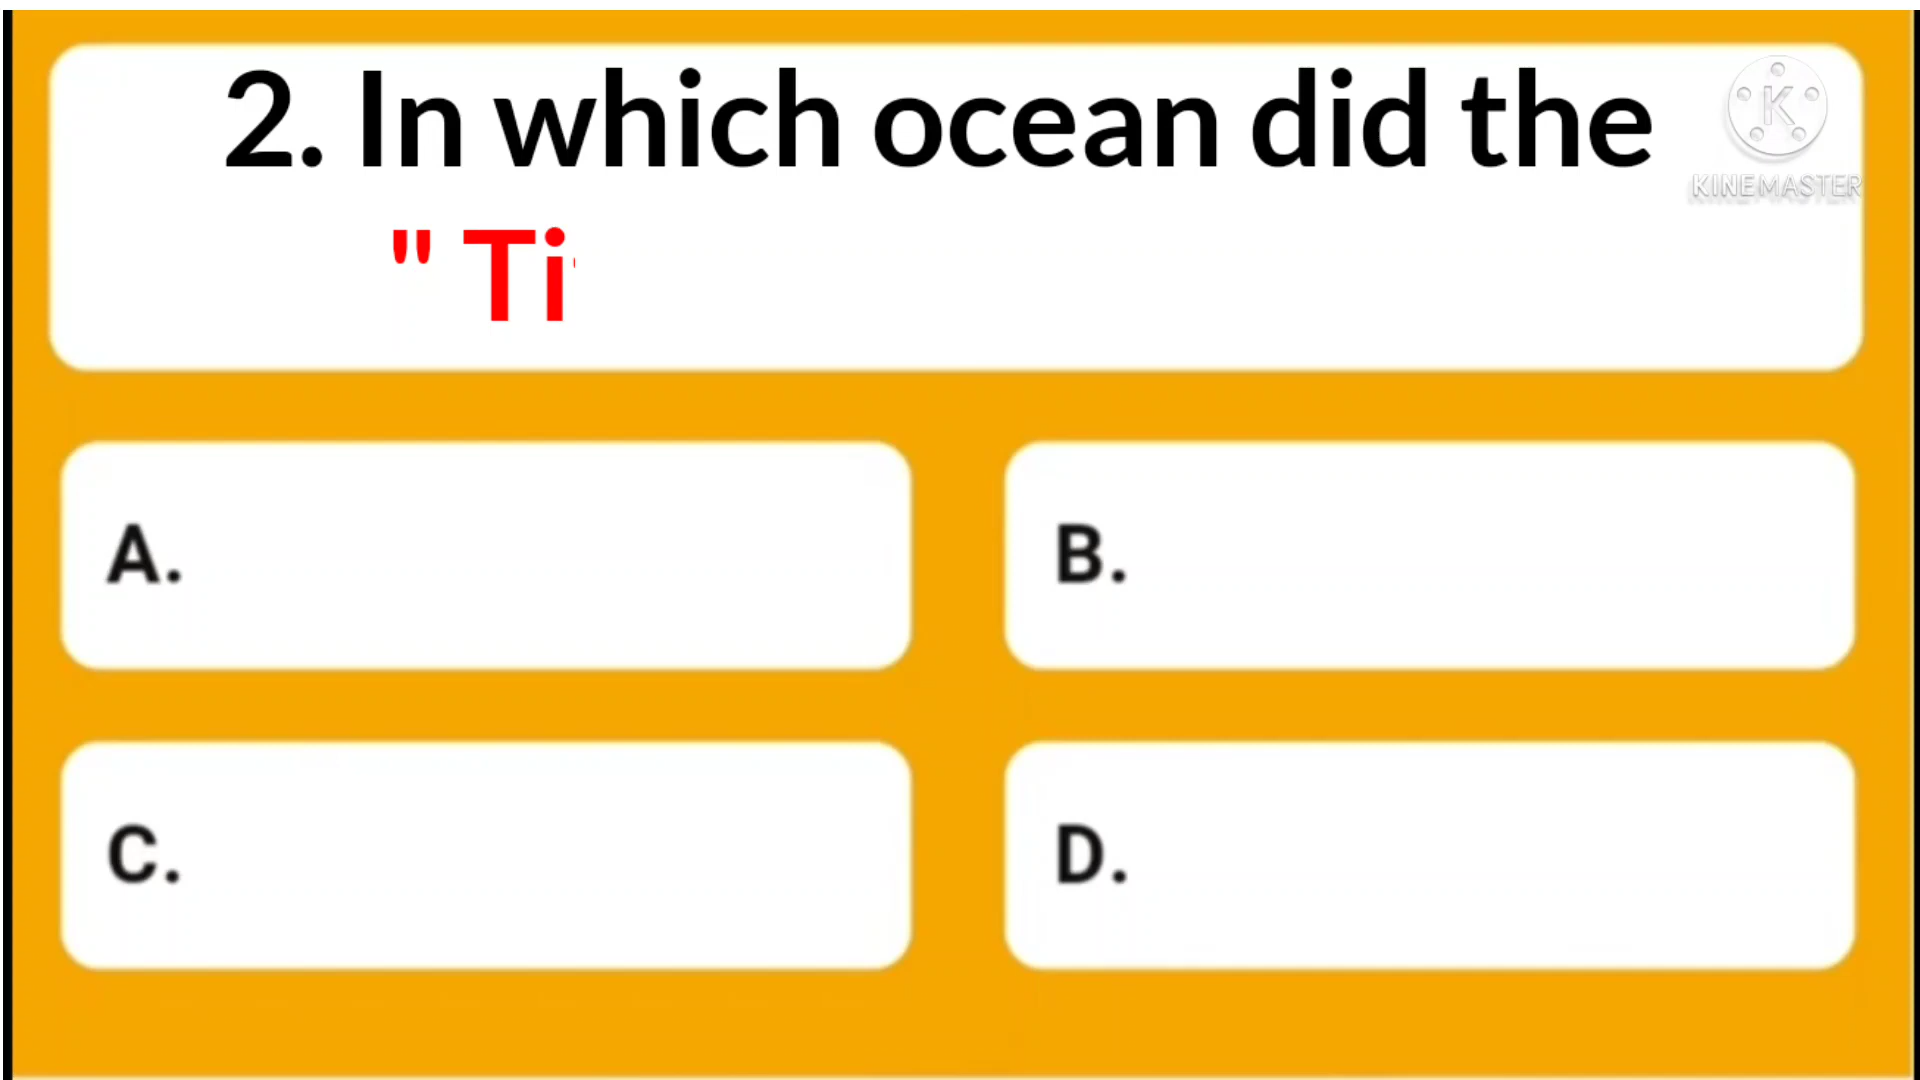 2. In which ocean did the
" Ti
K
KINEMASTER
A.
B.
C.
D.